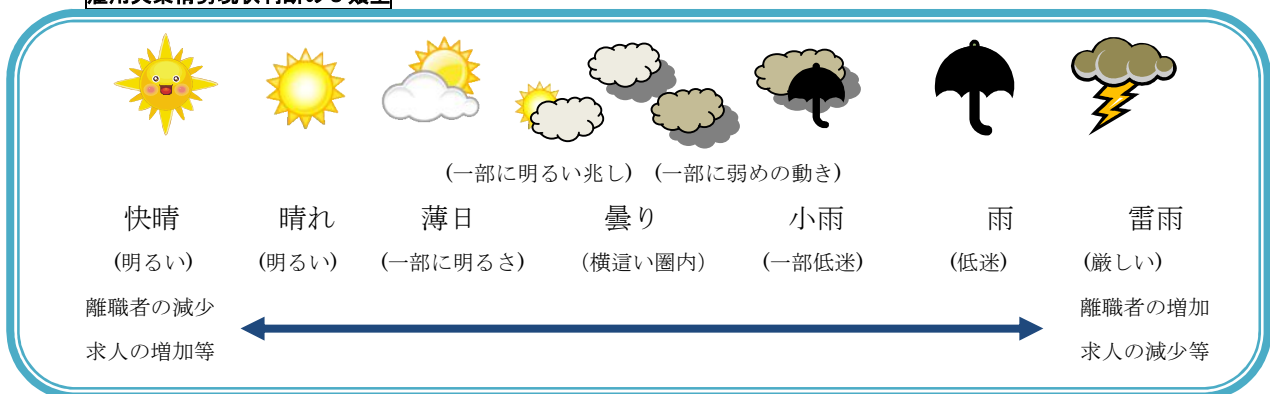 (一部に明るい兆し) (一部に弱めの動き)
快晴 晴れ 薄日 曇り 小雨 雨 雷雨
(明るい) (明るい) (一部に明るさ) (横這い圏内) (一部低迷) (低迷) (厳しい)
離職者の減少 離職者の増加
求人の増加等 求人の減少等